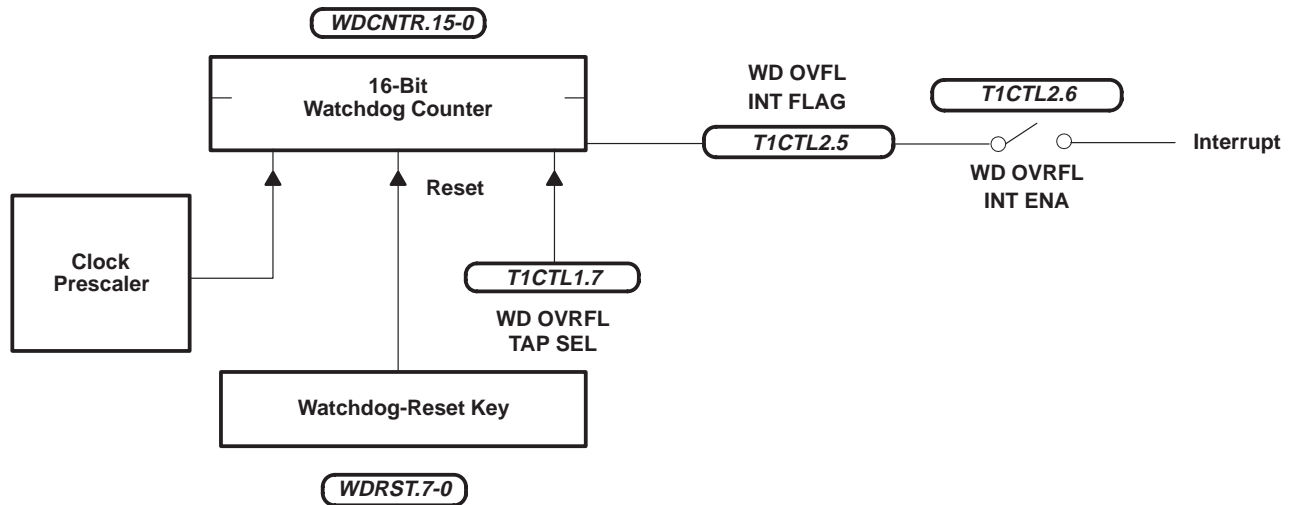 WDCNTR.15-0
16-Bit
Watchdog Counter
WD OVFL
INT FLAG
T1CTL2.6
T1CTL2.5
Interrupt
WD OVRFL
INT ENA
Reset
Clock
Prescaler
T1CTL1.7
WD OVRFL
TAP SEL
Watchdog-Reset Key
WDRST.7-0